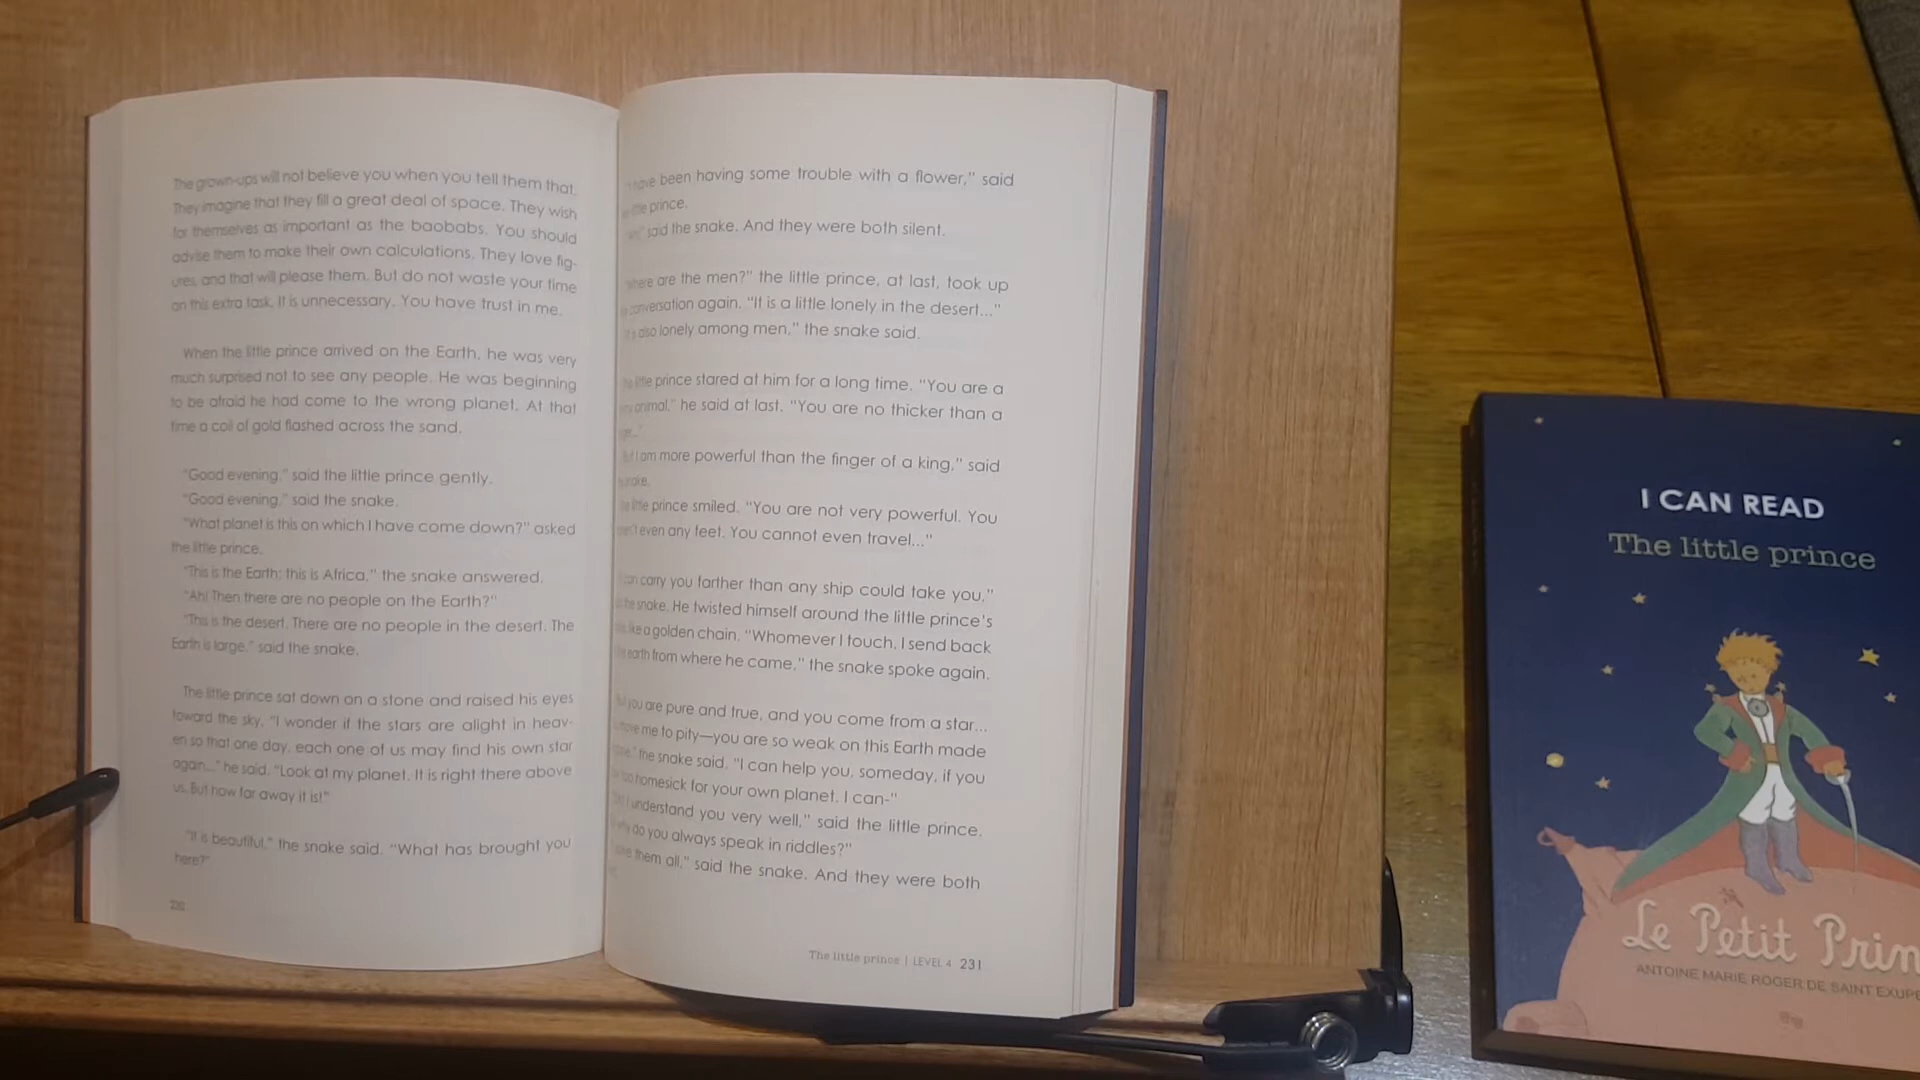 The grown-ups will not believe you when you tell them that.
They imagine that they fill a great deal of space. They wish
for themselves as important as the baobabs. You should
advise them to make their own calculations. They love fig-
ures, and that will please them. But do not waste your time
on this extra task. It is unnecessary. You have trust in me.
When the little prince arrived on the Earth, he was very
much surprised not to see any people. He was beginning
to be afraid he had come to the wrong planet. At that
time a coil of gold flashed across the sand.
"Good evening," said the little prince gently.
"Good evening," said the snake.
"What planet is this on which I have come down?" asked
the little prince.
"This is the Earth; this is Africa," the snake answered.
"Ah! Then there are no people on the Earth?"
"This is the desert. There are no people in the desert. The
Earth is large," said the snake.
The little prince sat down on a stone and raised his eyes
toward the sky. "I wonder if the stars are alight in heav-
en so that one day, each one of us may find his own star
again..." he said. "Look at my planet. It is right there above
us. But how far away it is!"
"It is beautiful," the snake said. "What has brought you
here?"
230
have been having some trouble with a flower," said
little prince.
said the snake. And they were both silent.
are the men?" the little prince, at last, took up
conversation again. "It is a little lonely in the desert..."
also lonely among men," the snake said.
little prince stared at him for a long time. "You are a
animal," he said at last. "You are no thicker than a
I am more powerful than the finger of a king," said
snake.
little prince smiled. "You are not very powerful. You
even any feet. You cannot even travel..."
can carry you farther than any ship could take you,"
the snake. He twisted himself around the little prince's
like a golden chain. "Whomever I touch, I send back
earth from where he came," the snake spoke again.
you are pure and true, and you come from a star...
me to pity—you are so weak on this Earth made
the snake said, "I can help you, someday, if you
homesick for your own planet. I can-"
I understand you very well," said the little prince.
do you always speak in riddles?"
them all," said the snake. And they were both
The little prince | LEVEL 4 231
I CAN READ
The little prince
Le Petit Prin
ANTOINE MARIE ROGER DE SAINT EXUPE